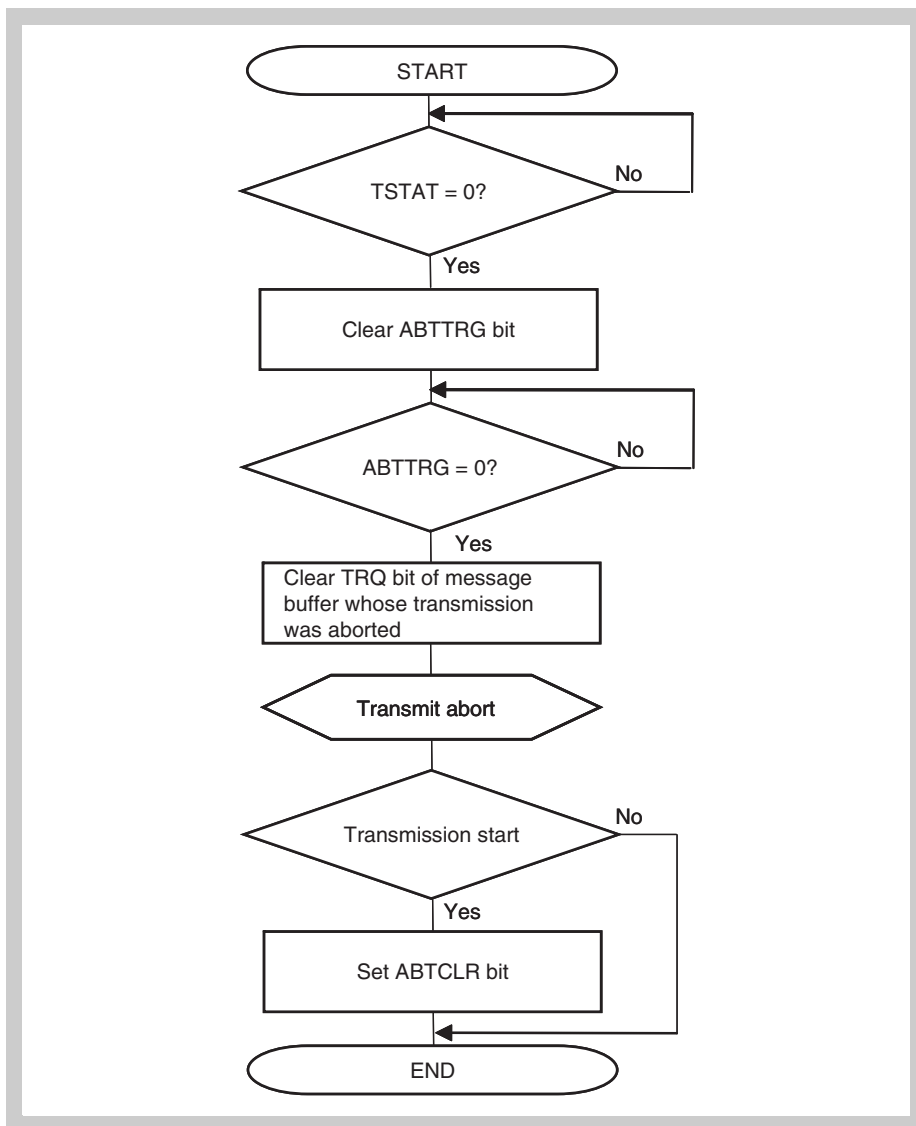 START
TSTAT = 0?
No
Yes
Clear ABTTRG bit
ABTTRG = 0?
No
Yes
Clear TRQ bit of message
buffer whose transmission
was aborted
Transmit abort
Transmission start
No
Yes
Set ABTCLR bit
END